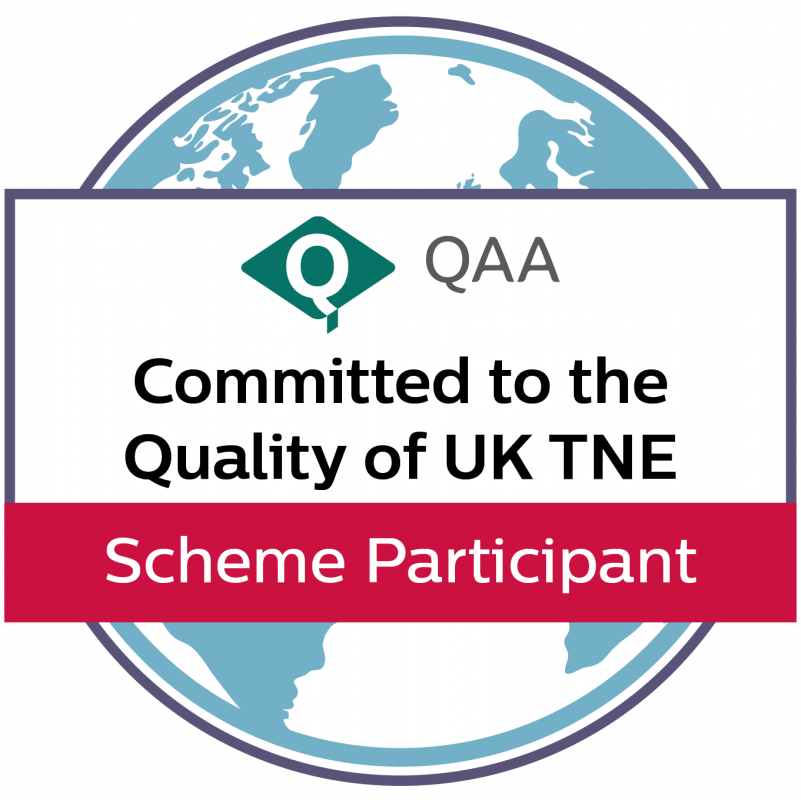 Q QAA
Committed to the
Quality of UK TNE
Scheme Participant